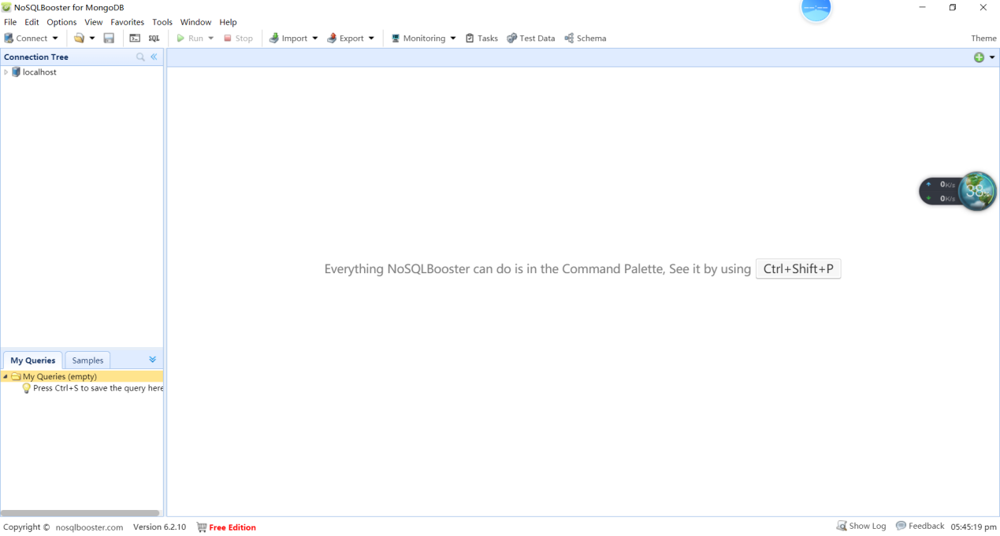 NoSQLBooster for MongoDB
File Edit Options View Favorites Tools Window Help
Connect SQL Run Stop Import Export Monitoring Tasks Test Data Schema Theme
Connection Tree
localhost
0K/s
38%
0K/s
Everything NoSQLBooster can do is in the Command Palette, See it by using Ctrl+Shift+P
My Queries Samples
My Queries (empty)
Press Ctrl+S to save the query here
Copyright © nosqlbooster.com Version 6.2.10 Free Edition Show Log Feedback 05:45:19 pm